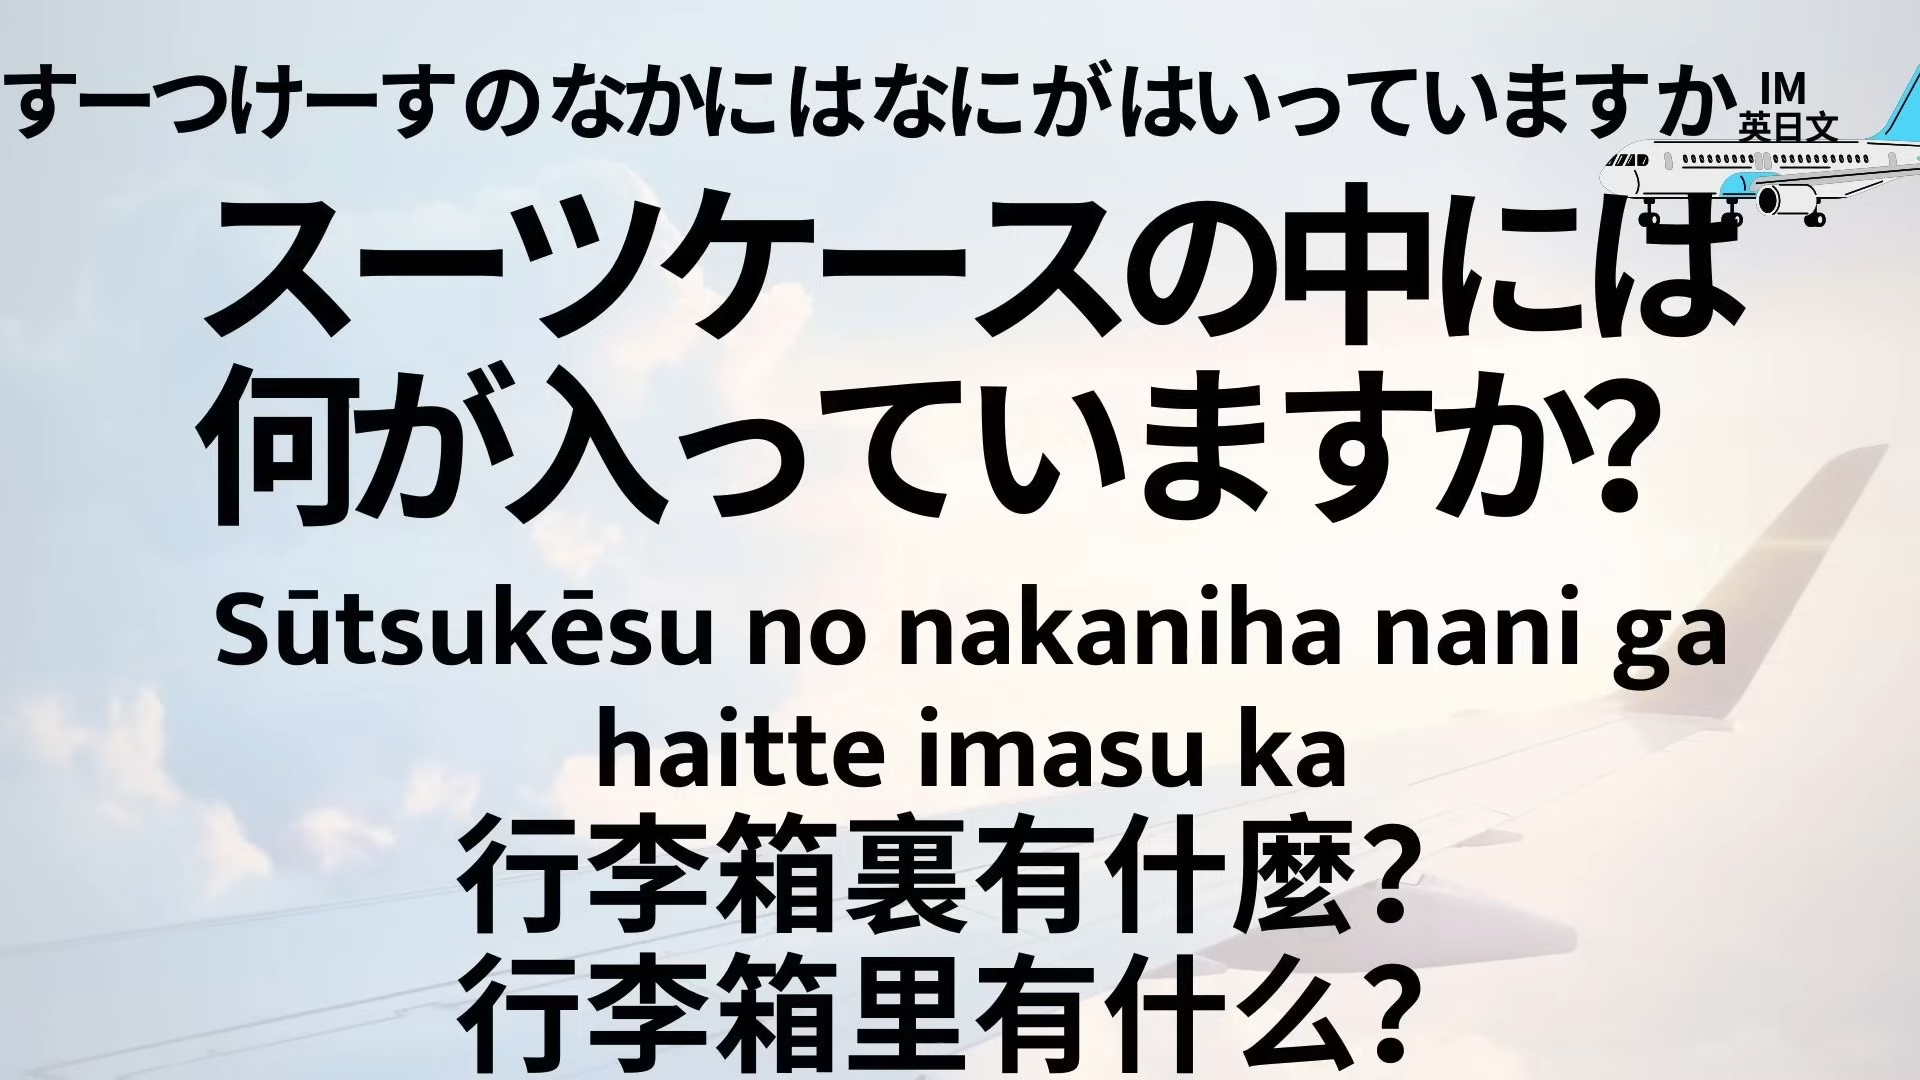 すーつけーすのなかにはなにがはいっていますか
IM
英日文
スーツケースの中には
何が入っていますか?
Sūtsukēsu no nakaniha nani ga
haitte imasu ka
行李箱裏有什麼?
行李箱里有什么?